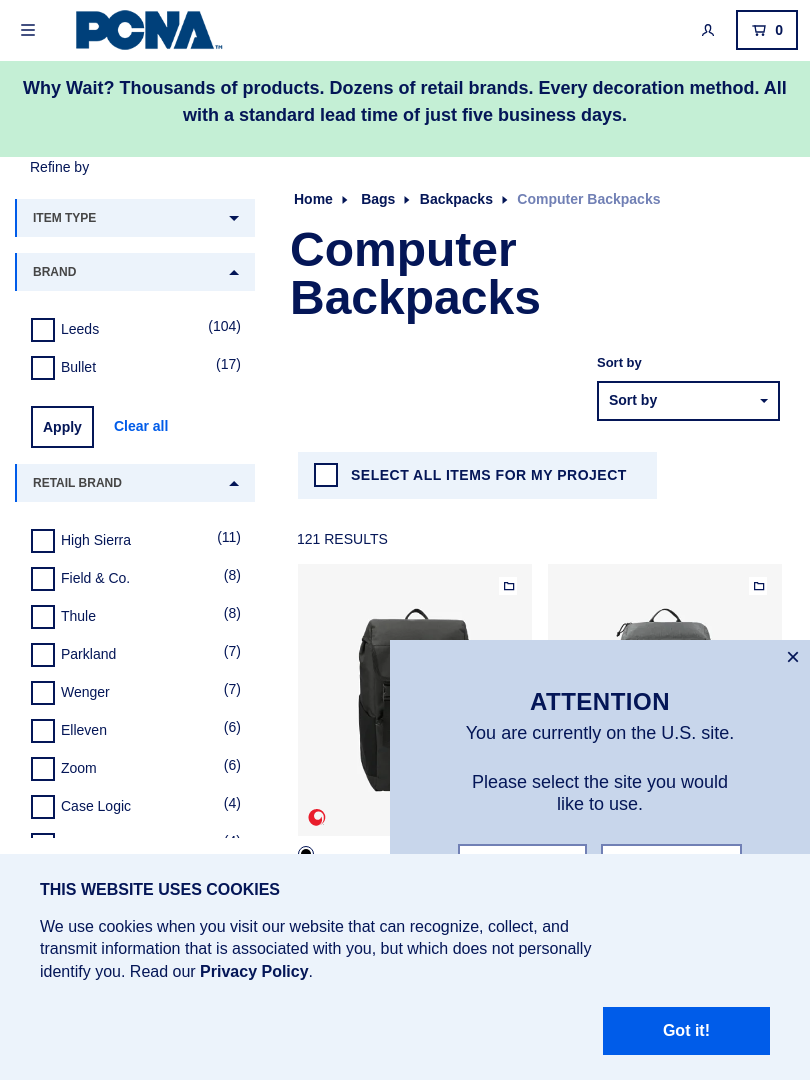 PCNA™
0
Why Wait? Thousands of products. Dozens of retail brands. Every decoration method. All
with a standard lead time of just five business days.
Refine by
ITEM TYPE
BRAND
Leeds (104)
Bullet (17)
Apply Clear all
RETAIL BRAND
High Sierra (11)
Field & Co. (8)
Thule (8)
Parkland (7)
Wenger (7)
Elleven (6)
Zoom (6)
Case Logic (4)
Home Bags Backpacks Computer Backpacks
Computer
Backpacks
Sort by
Sort by
SELECT ALL ITEMS FOR MY PROJECT
121 RESULTS
ATTENTION
You are currently on the U.S. site.
Please select the site you would
like to use.
THIS WEBSITE USES COOKIES
We use cookies when you visit our website that can recognize, collect, and
transmit information that is associated with you, but which does not personally
identify you. Read our Privacy Policy.
Got it!